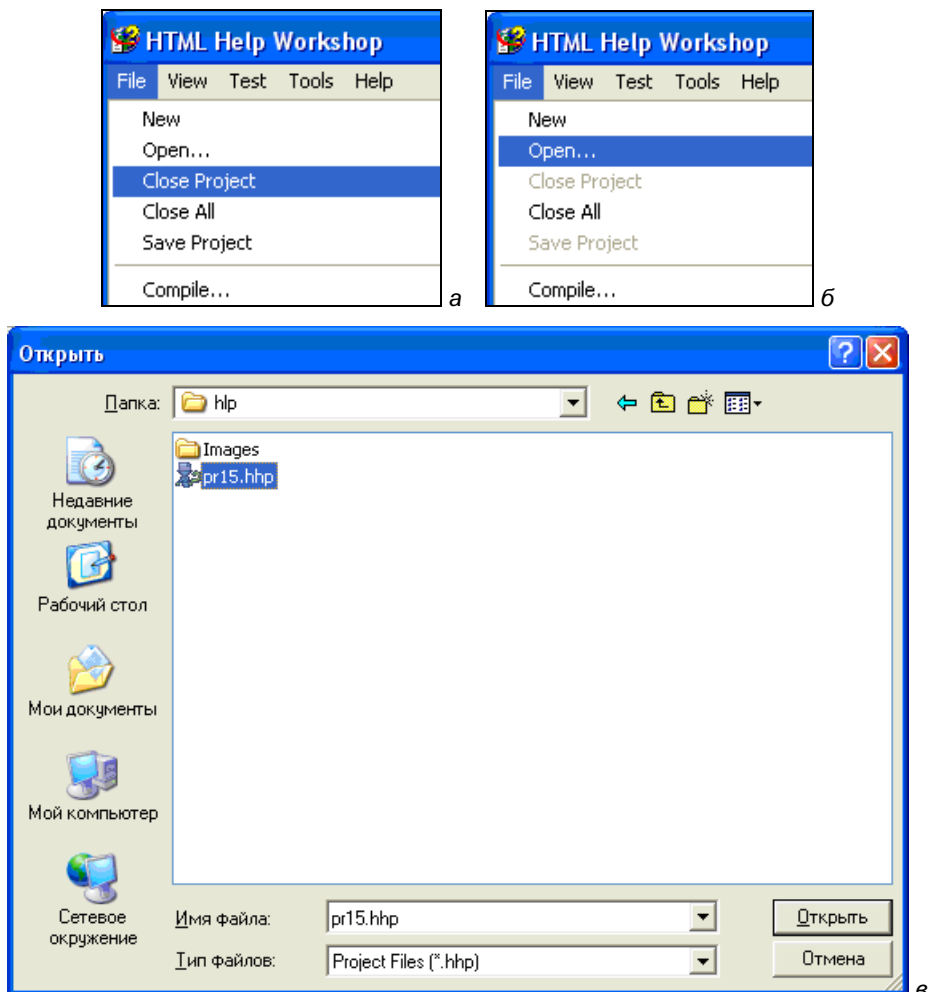 HTML Help Workshop
File View Test Tools Help
New
Open...
Close Project
Close All
Save Project
Compile...
а
HTML Help Workshop
File View Test Tools Help
New
Open...
Close Project
Close All
Save Project
Compile...
б
Открыть
Папка: hlp
Images
pr15.hhp
Недавние
документы
Рабочий стол
Мои документы
Мой компьютер
Сетевое
окружение
Имя файла: pr15.hhp Открыть
Тип файлов: Project Files (*.hhp) Отмена
в